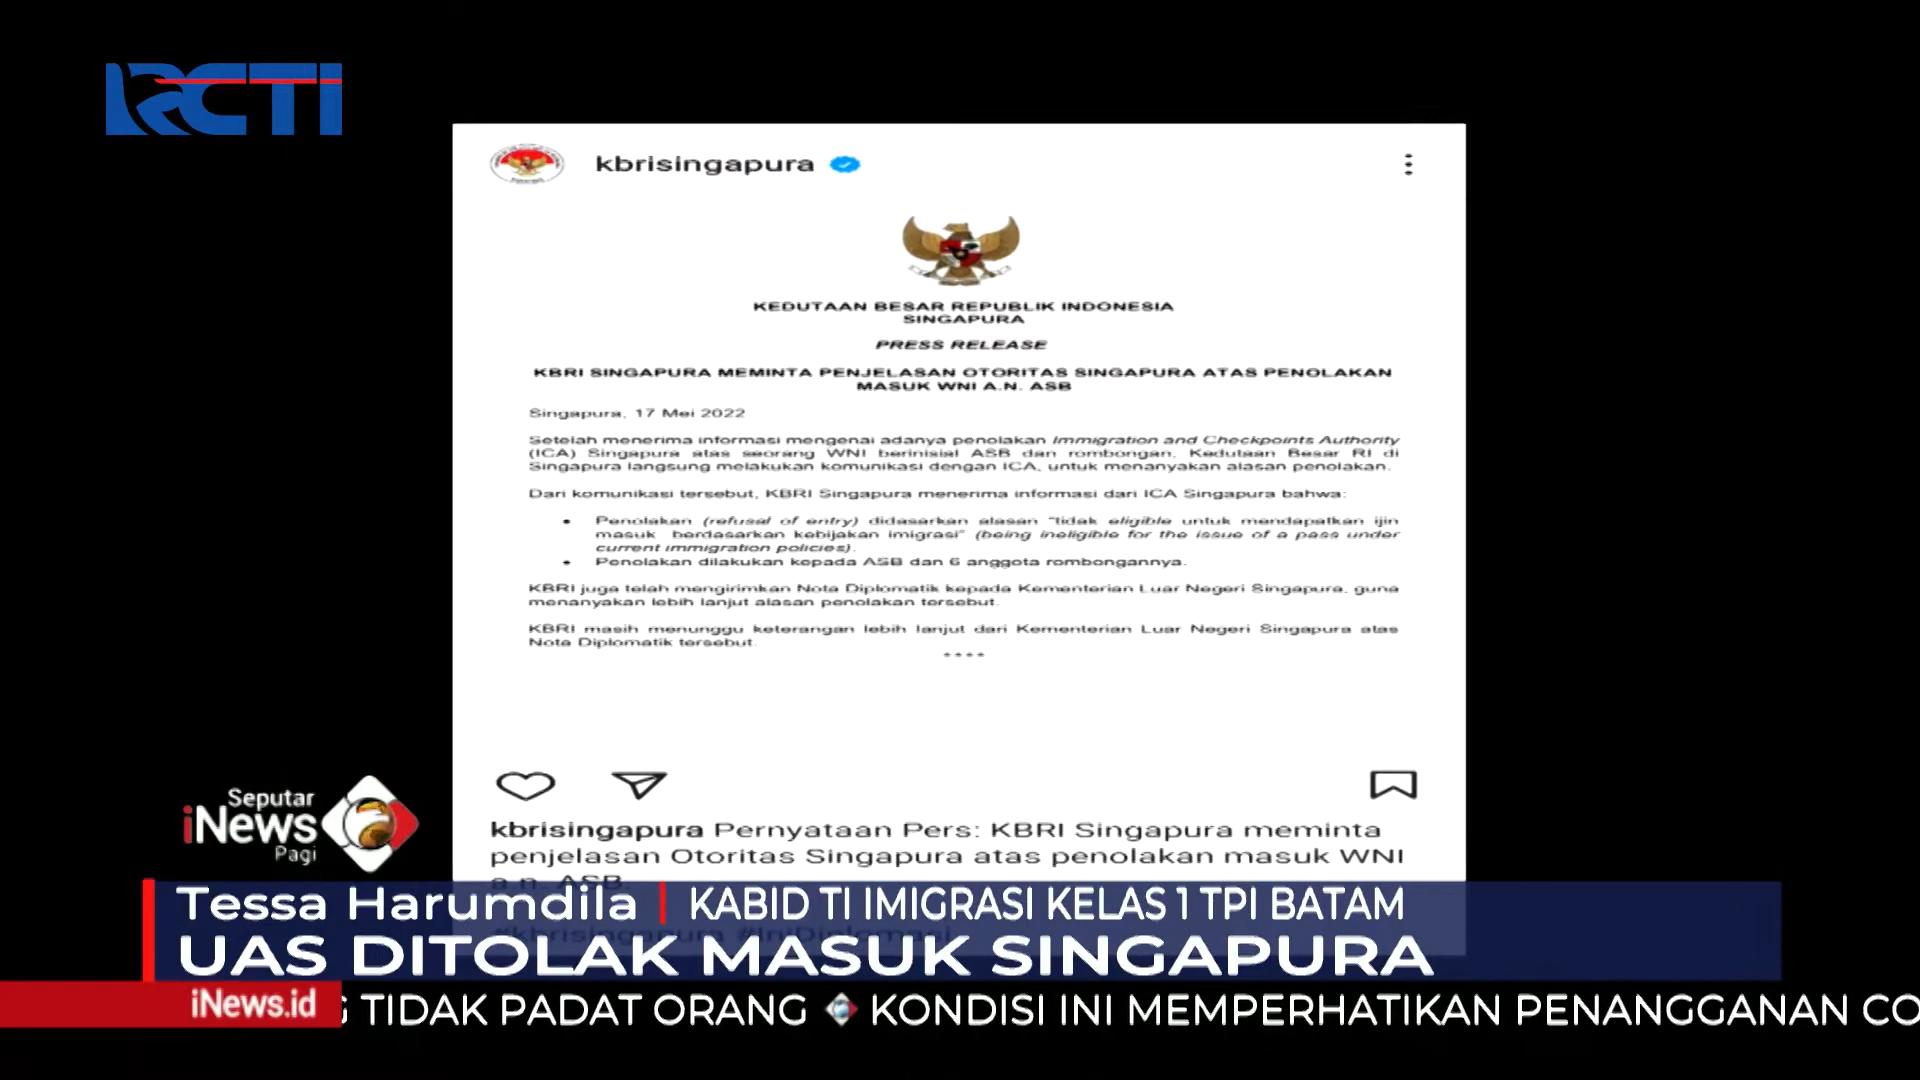 RCTI
kbrisingapura
KEDUTAAN BESAR REPUBLIK INDONESIA
SINGAPURA
PRESS RELEASE
KBRI SINGAPURA MEMINTA PENJELASAN OTORITAS SINGAPURA ATAS PENOLAKAN
MASUK WNI A.N. ASB
Singapura, 17 Mei 2022
Setelah menerima informasi mengenai adanya penolakan Immigration and Checkpoints Authority
(ICA) Singapura atas seorang WNI berinisial ASB dan rombongan, Kedutaan Besar RI di
Singapura langsung melakukan komunikasi dengan ICA, untuk menanyakan alasan penolakan.
Dari komunikasi tersebut, KBRI Singapura menerima informasi dari ICA Singapura bahwa:
• Penolakan (refusal of entry) didasarkan alasan "tidak eligible untuk mendapatkan ijin
masuk berdasarkan kebijakan imigrasi" (being ineligible for the issue of a pass under
current immigration policies).
• Penolakan dilakukan kepada ASB dan 6 anggota rombongannya.
KBRI juga telah mengirimkan Nota Diplomatik kepada Kementerian Luar Negeri Singapura, guna
menanyakan lebih lanjut alasan penolakan tersebut.
KBRI masih menunggu keterangan lebih lanjut dari Kementerian Luar Negeri Singapura atas
Nota Diplomatik tersebut.
****
kbrisingapura Pernyataan Pers: KBRI Singapura meminta
penjelasan Otoritas Singapura atas penolakan masuk WNI
a.n. ASB.
#kbrisingapura #IniDiplomasi
Seputar
iNews
Pagi
Tessa Harumdila | KABID TI IMIGRASI KELAS 1 TPI BATAM
UAS DITOLAK MASUK SINGAPURA
iNews.id
TIDAK PADAT ORANG KONDISI INI MEMPERHATIKAN PENANGGANAN CO